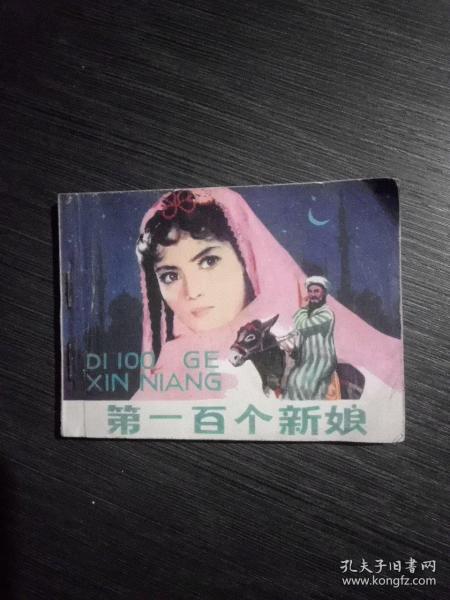 DI 100 GE
XIN NIANG
第一百个新娘
孔夫子旧书网
www.kongfz.com